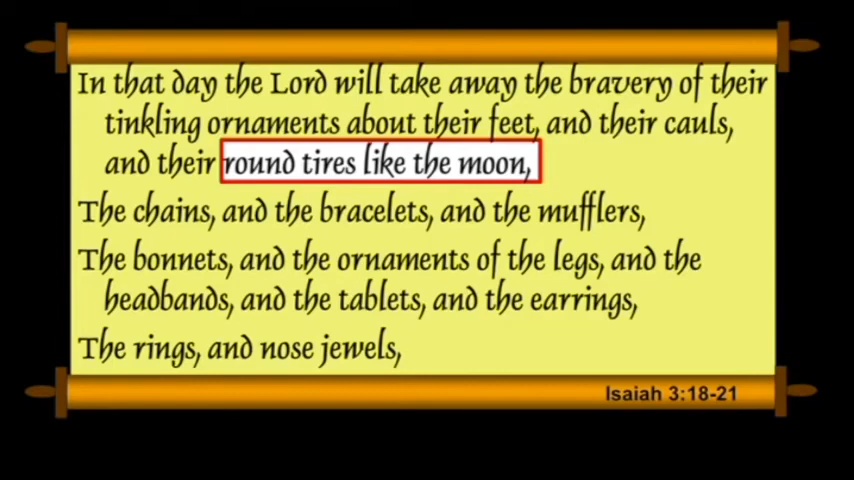 In that day the Lord will take away the bravery of their
tinkling ornaments about their feet, and their cauls,
and their round tires like the moon,
The chains, and the bracelets, and the mufflers,
The bonnets, and the ornaments of the legs, and the
headbands, and the tablets, and the earrings,
The rings, and nose jewels,
Isaiah 3:18-21